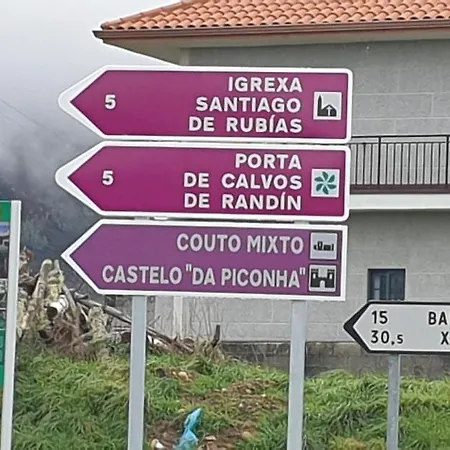 5
IGREXA
SANTIAGO
DE RUBÍAS
5
PORTA
DE CALVOS
DE RANDÍN
COUTO MIXTO
CASTELO "DA PICONHA"
15 BA
30,5 X